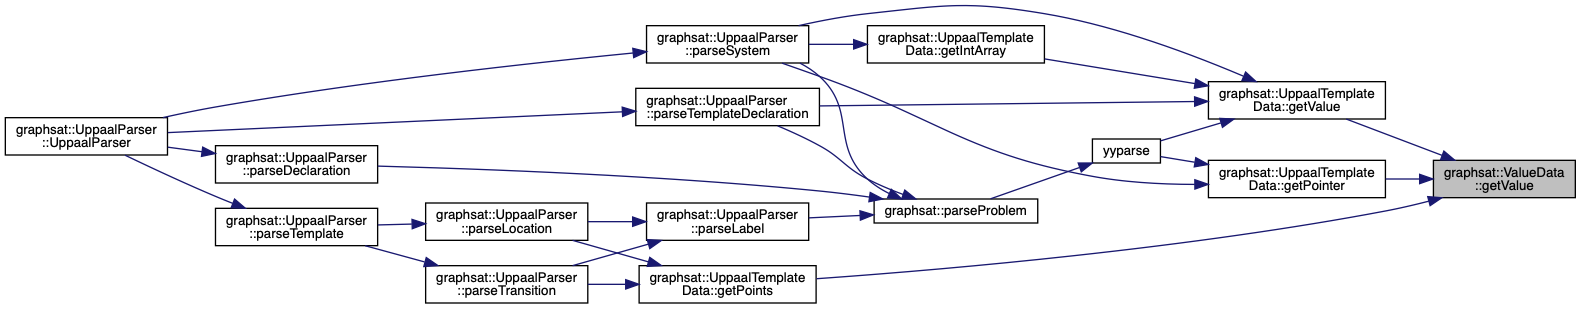 graphsat::UppaalParser
::UppaalParser
graphsat::UppaalParser
::parseDeclaration
graphsat::UppaalParser
::parseTemplate
graphsat::UppaalParser
::parseLocation
graphsat::UppaalParser
::parseTransition
graphsat::UppaalParser
::parseSystem
graphsat::UppaalParser
::parseTemplateDeclaration
graphsat::UppaalParser
::parseLabel
graphsat::UppaalTemplate
Data::getPoints
graphsat::UppaalTemplate
Data::getIntArray
graphsat::parseProblem
yyparse
graphsat::UppaalTemplate
Data::getValue
graphsat::UppaalTemplate
Data::getPointer
graphsat::ValueData
::getValue